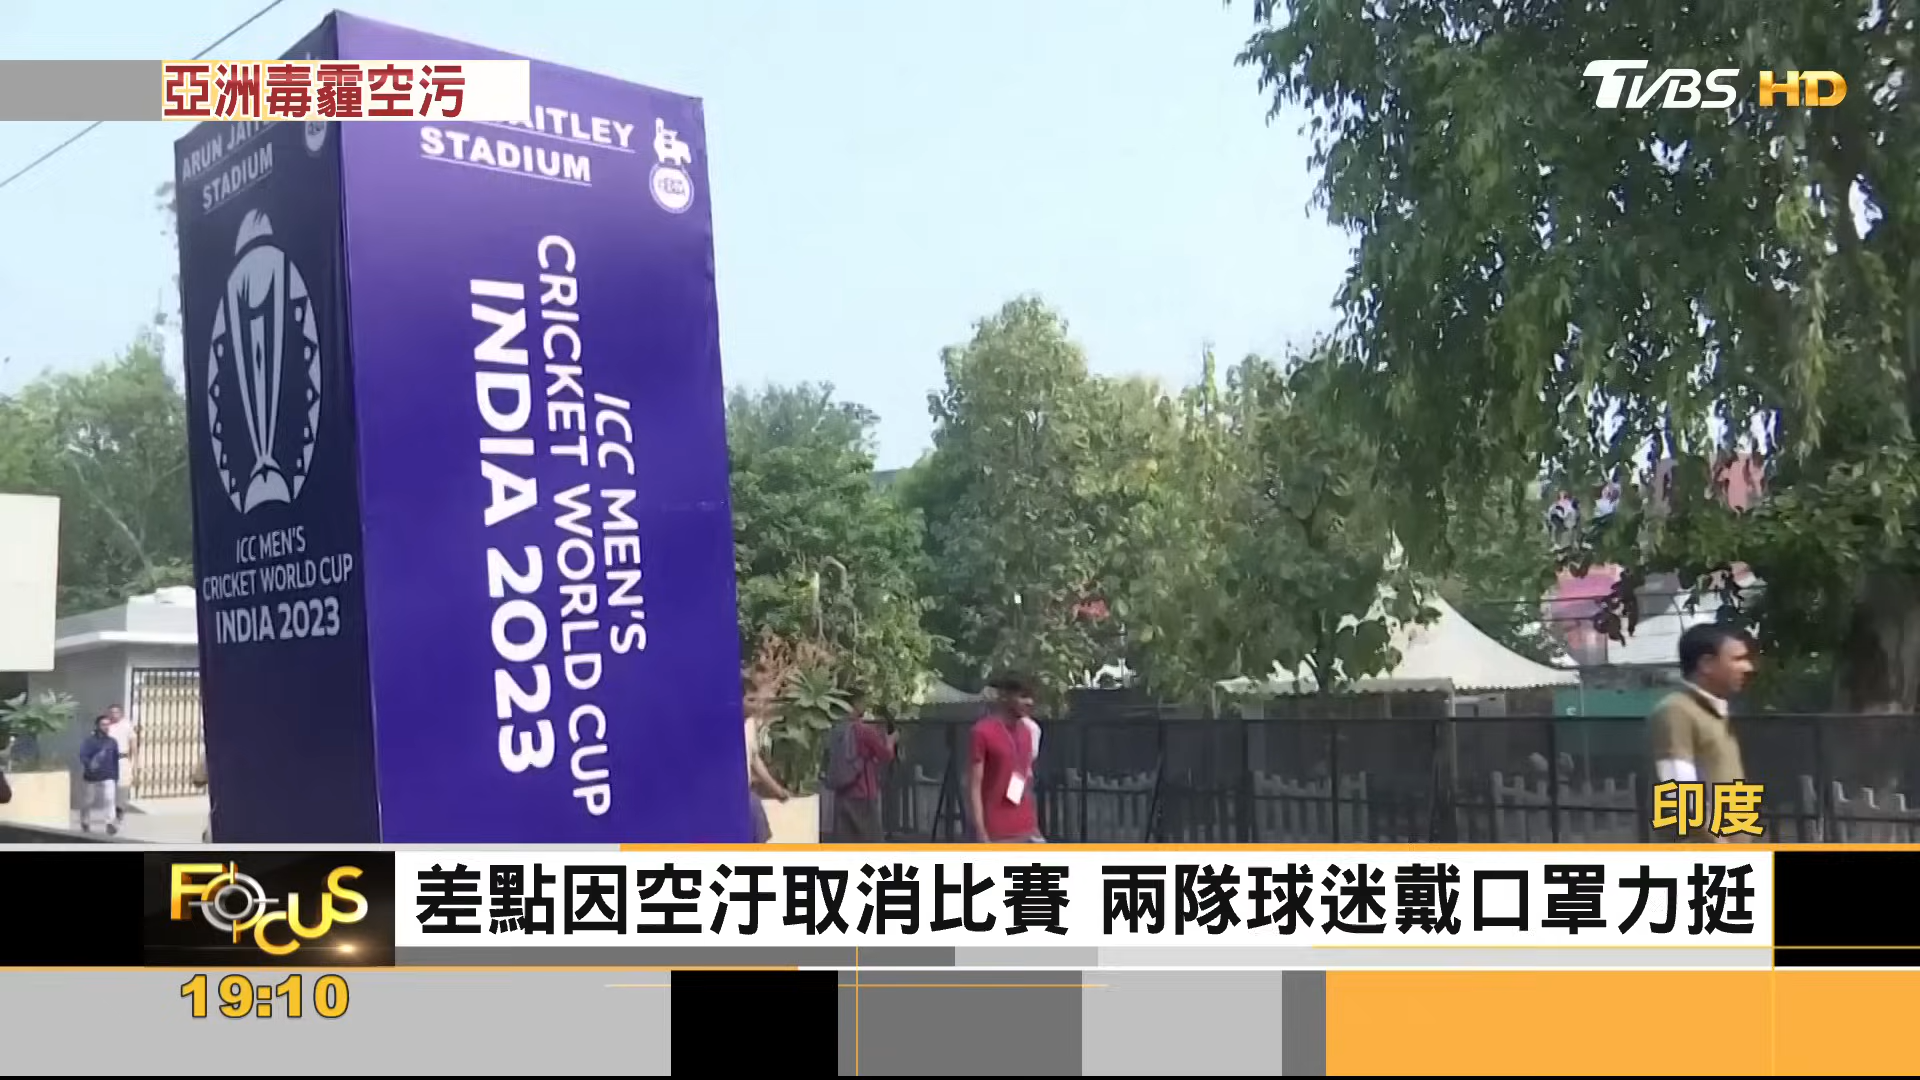 亞洲毒霾空污
TVBS HD
ARUN JAIT
STADIUM
AITLEY
STADIUM
ICC MEN'S
CRICKET WORLD CUP
INDIA 2023
ICC MEN'S
CRICKET WORLD CUP
INDIA 2023
印度
FOCUS
差點因空汙取消比賽 兩隊球迷戴口罩力挺
19:10